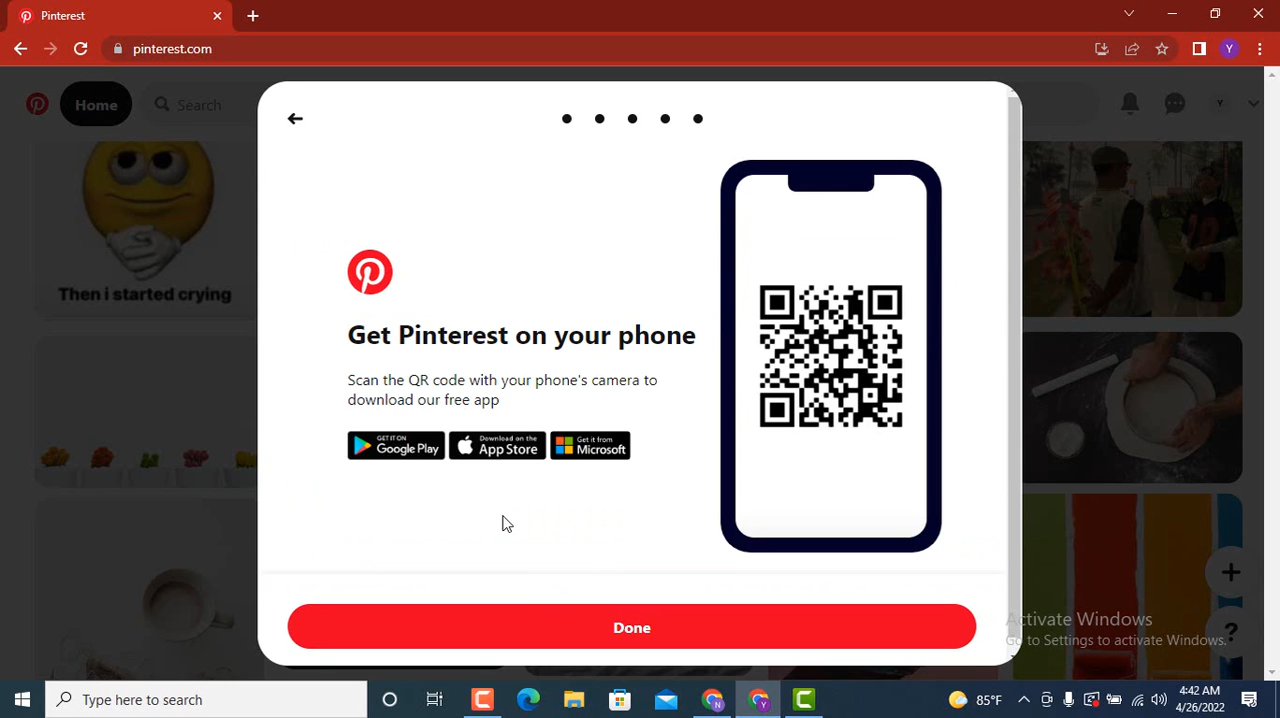 Pinterest
pinterest.com
Y
Home
Search
Y
Then i started crying
10
Get Pinterest on your phone
Scan the QR code with your phone's camera to
download our free app
GET IT ON
Google Play
Download on the
App Store
Get it from
Microsoft
Done
Activate Windows
Go to Settings to activate Windows.
?
Type here to search
N
Y
85°F
4:42 AM
4/26/2022